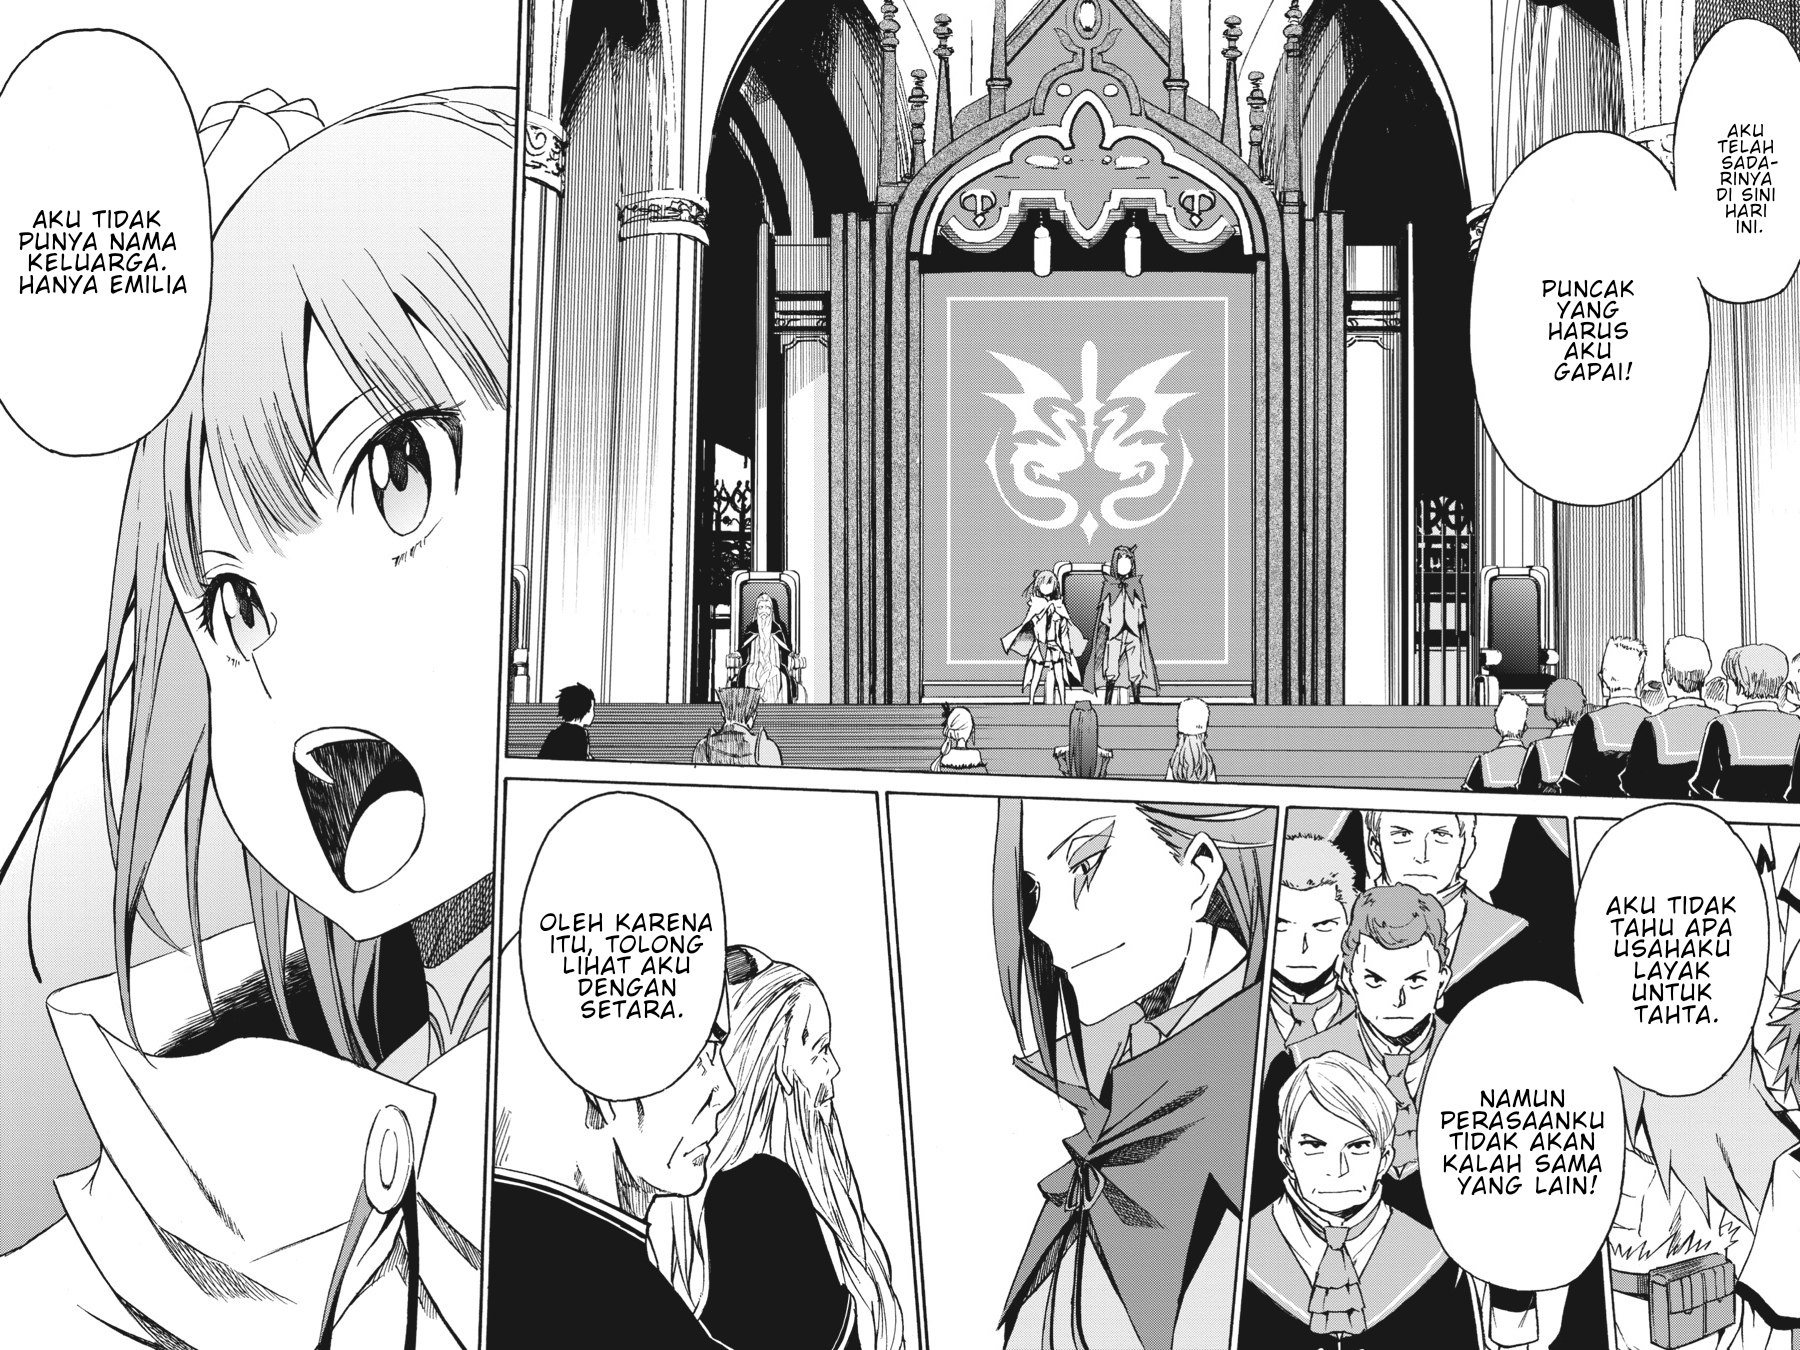 AKU
TELAH
SADA-
RINYA
DI SINI
HARI
INI.
PUNCAK
YANG
HARUS
AKU
GAPAI!
AKU TIDAK
TAHU APA
USAHAKU
LAYAK
UNTUK
TAHTA.
NAMUN
PERASAANKU
TIDAK AKAN
KALAH SAMA
YANG LAIN!
OLEH KARENA
ITU, TOLONG
LIHAT AKU
DENGAN
SETARA.
AKU TIDAK
PUNYA NAMA
KELUARGA.
HANYA EMILIA